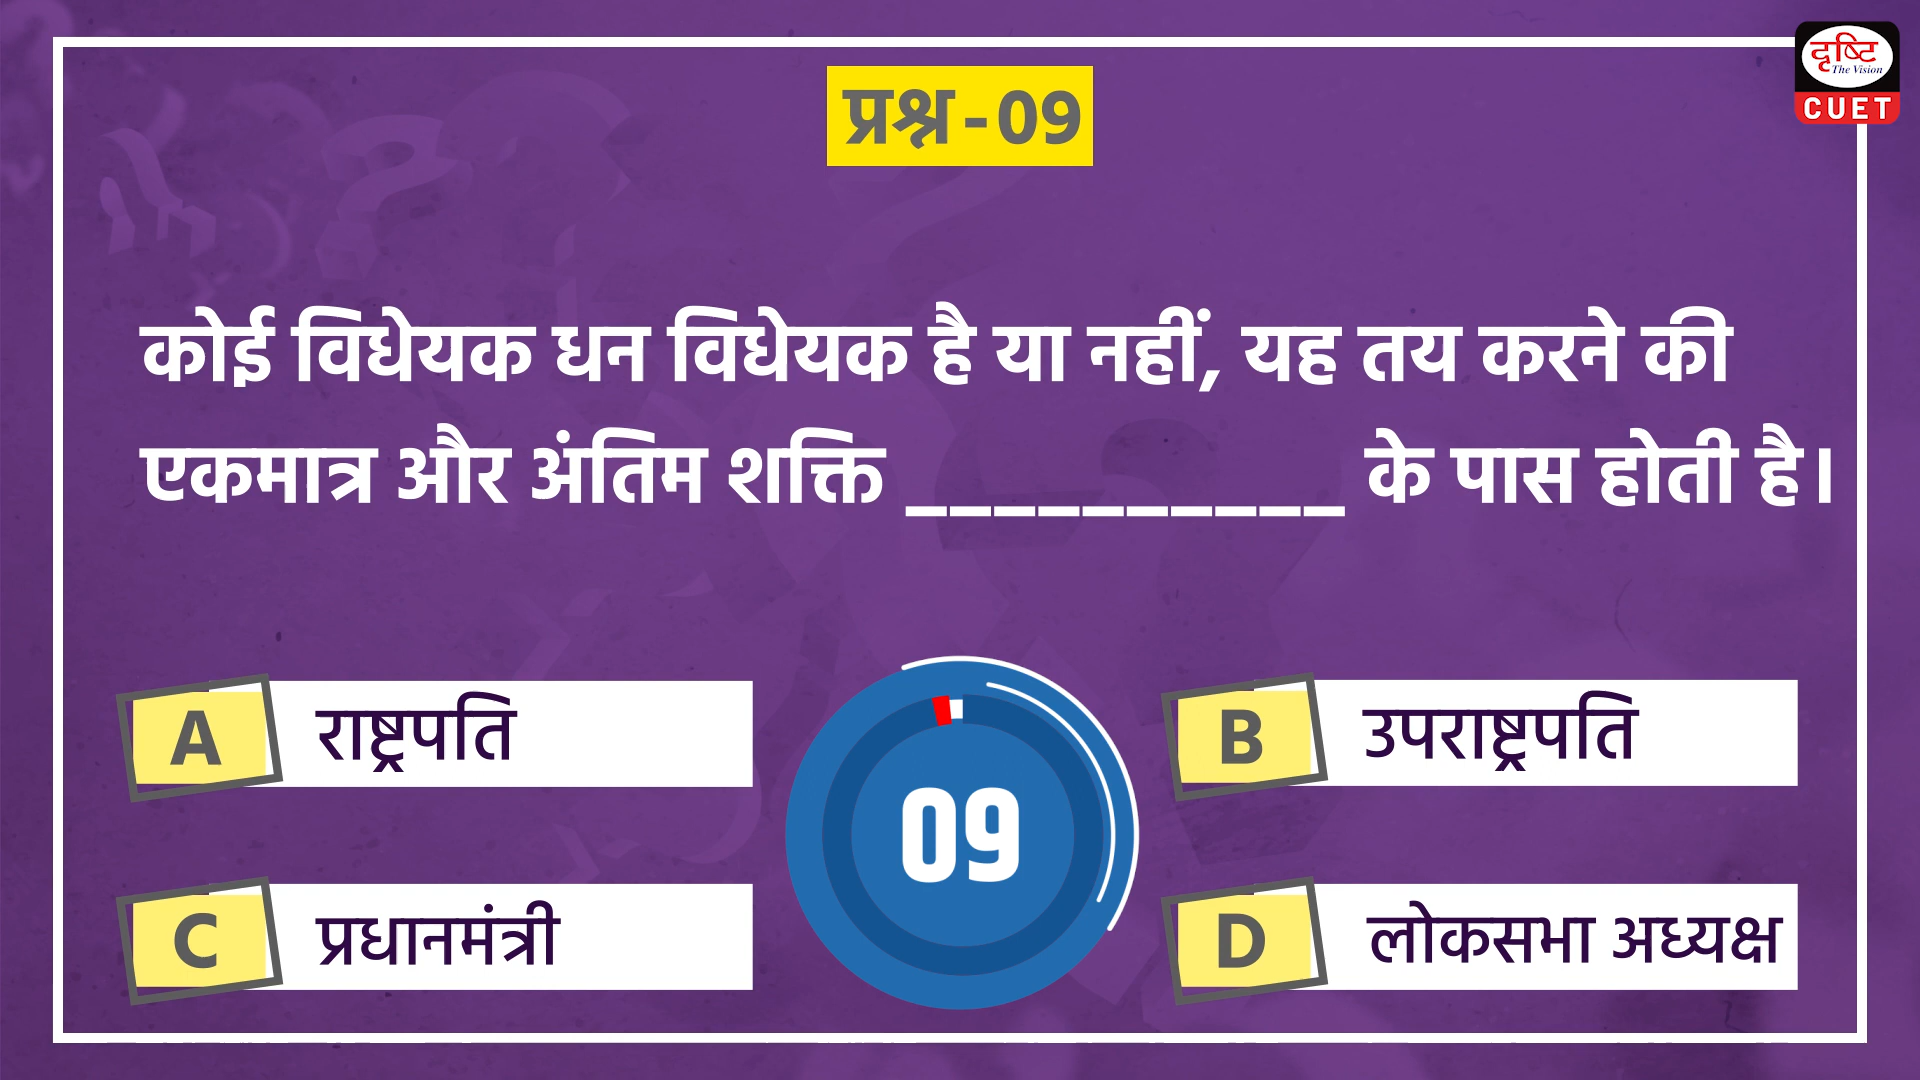 दृष्टि
The Vision
CUET
प्रश्न-09
कोई विधेयक धन विधेयक है या नहीं, यह तय करने की
एकमात्र और अंतिम शक्ति __________ के पास होती है।
A राष्ट्रपति
B उपराष्ट्रपति
09
C प्रधानमंत्री
D लोकसभा अध्यक्ष